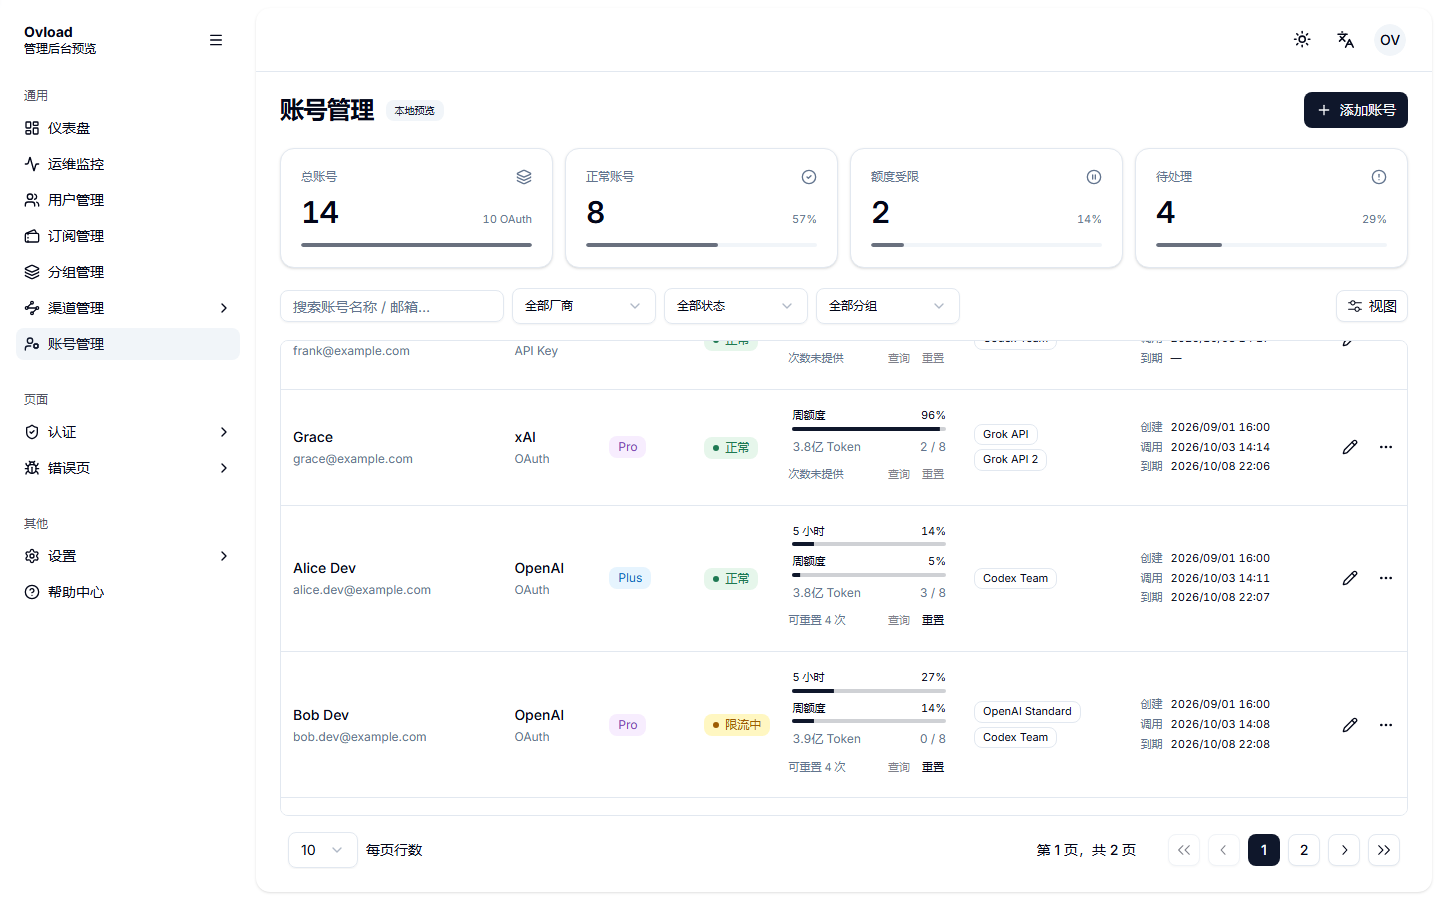 Ovload
管理后台预览
通用
仪表盘
运维监控
用户管理
订阅管理
分组管理
渠道管理
账号管理
页面
认证
错误页
其他
设置
帮助中心
OV
账号管理
本地预览
添加账号
总账号
14
10 OAuth
正常账号
8
57%
额度受限
2
14%
待处理
4
29%
搜索账号名称 / 邮箱...
全部厂商
全部状态
全部分组
视图
frank@example.com
API Key
正常
次数未提供 查询 重置
到期 —
Grace
grace@example.com
xAI
OAuth
Pro
正常
周额度 96%
3.8亿 Token 2 / 8
次数未提供 查询 重置
Grok API
Grok API 2
创建 2026/09/01 16:00
调用 2026/10/03 14:14
到期 2026/10/08 22:06
Alice Dev
alice.dev@example.com
OpenAI
OAuth
Plus
正常
5 小时 14%
周额度 5%
3.8亿 Token 3 / 8
可重置 4 次 查询 重置
Codex Team
创建 2026/09/01 16:00
调用 2026/10/03 14:11
到期 2026/10/08 22:07
Bob Dev
bob.dev@example.com
OpenAI
OAuth
Pro
限流中
5 小时 27%
周额度 14%
3.9亿 Token 0 / 8
可重置 4 次 查询 重置
OpenAI Standard
Codex Team
创建 2026/09/01 16:00
调用 2026/10/03 14:08
到期 2026/10/08 22:08
10
每页行数
第 1 页，共 2 页
1
2